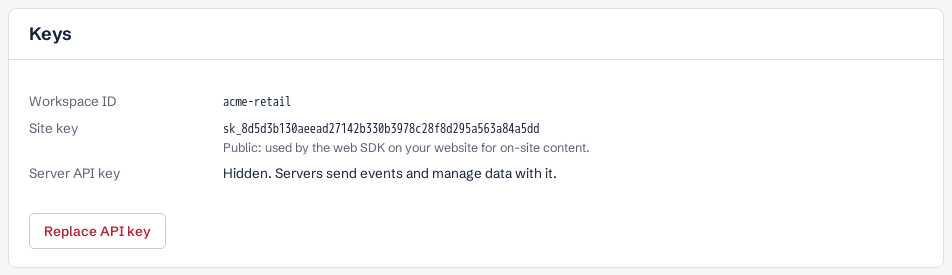 Keys
Workspace ID acme-retail
Site key sk_8d5d3b130aeead27142b330b3978c28f8d295a563a84a5dd
Public: used by the web SDK on your website for on-site content.
Server API key Hidden. Servers send events and manage data with it.
Replace API key